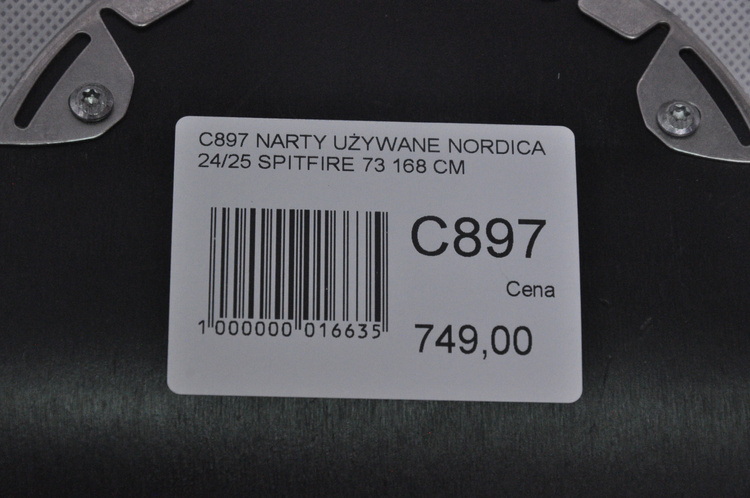 C897 NARTY UŻYWANE NORDICA
24/25 SPITFIRE 73 168 CM
C897
Cena
1 000000 016635
749,00